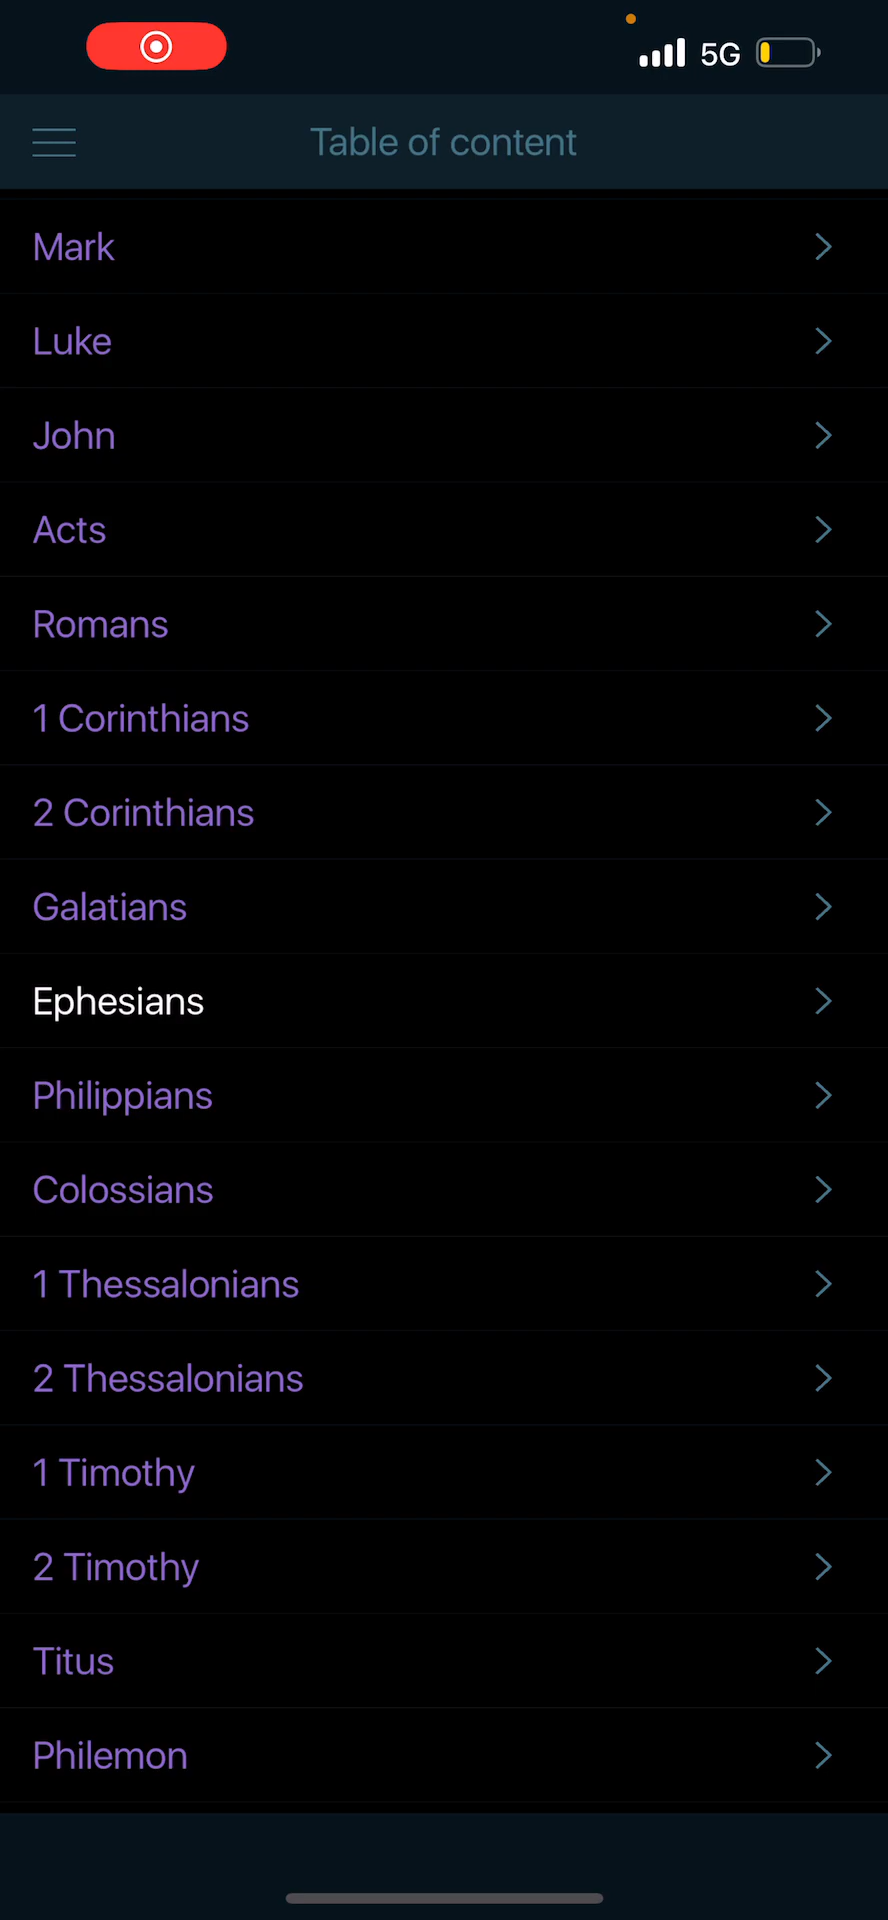 5G
Table of content
Mark
Luke
John
Acts
Romans
1 Corinthians
2 Corinthians
Galatians
Ephesians
Philippians
Colossians
1 Thessalonians
2 Thessalonians
1 Timothy
2 Timothy
Titus
Philemon